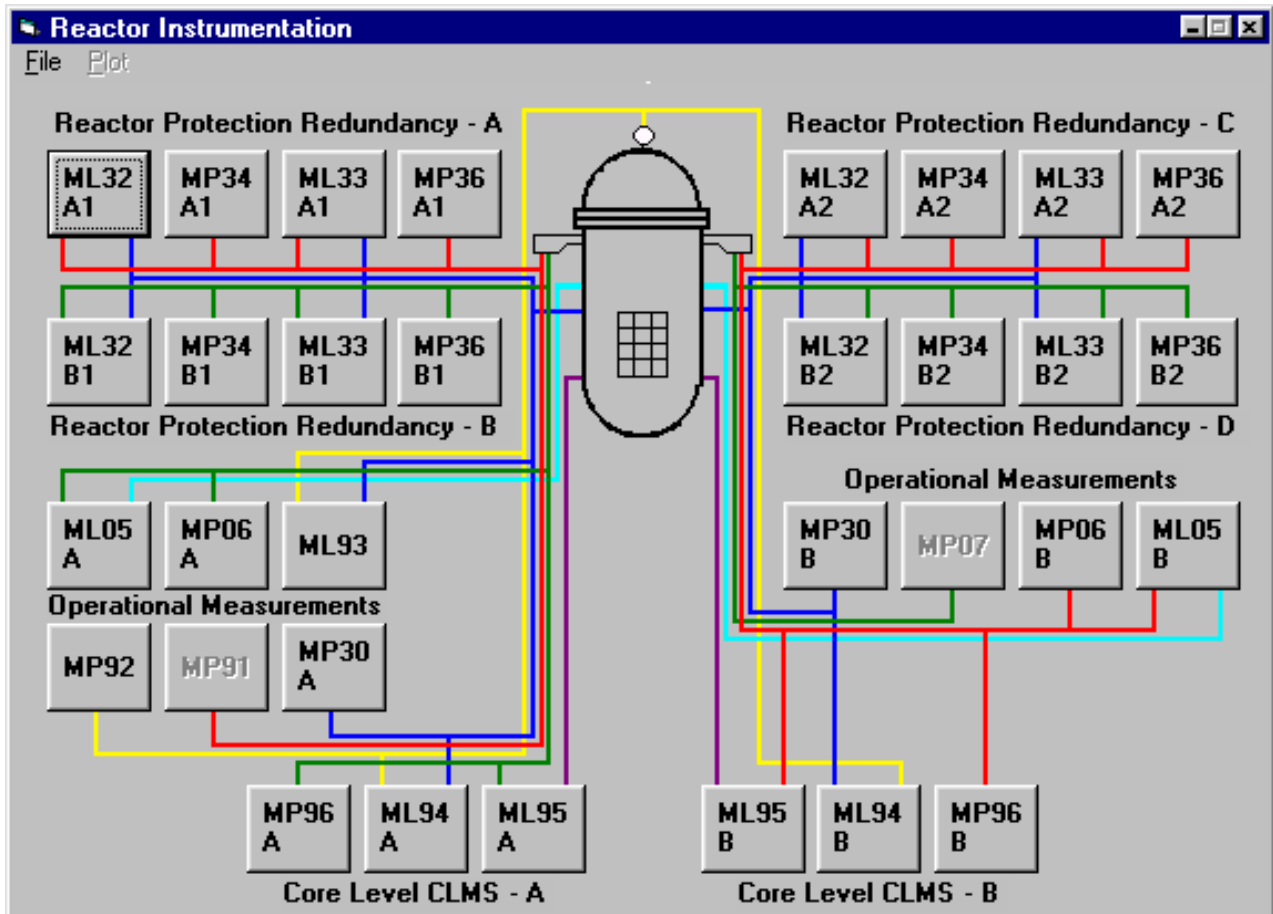 Reactor Instrumentation
File Plot
Reactor Protection Redundancy - A
Reactor Protection Redundancy - C
ML32 MP34 ML33 MP36
A1 A1 A1 A1
ML32 MP34 ML33 MP36
A2 A2 A2 A2
ML32 MP34 ML33 MP36
B1 B1 B1 B1
ML32 MP34 ML33 MP36
B2 B2 B2 B2
Reactor Protection Redundancy - B
Reactor Protection Redundancy - D
Operational Measurements
ML05 MP06 ML93
A A
MP30 MP07 MP06 ML05
B B B
Operational Measurements
MP92 MP91 MP30
A
MP96 ML94 ML95
A A A
ML95 ML94 MP96
B B B
Core Level CLMS - A
Core Level CLMS - B